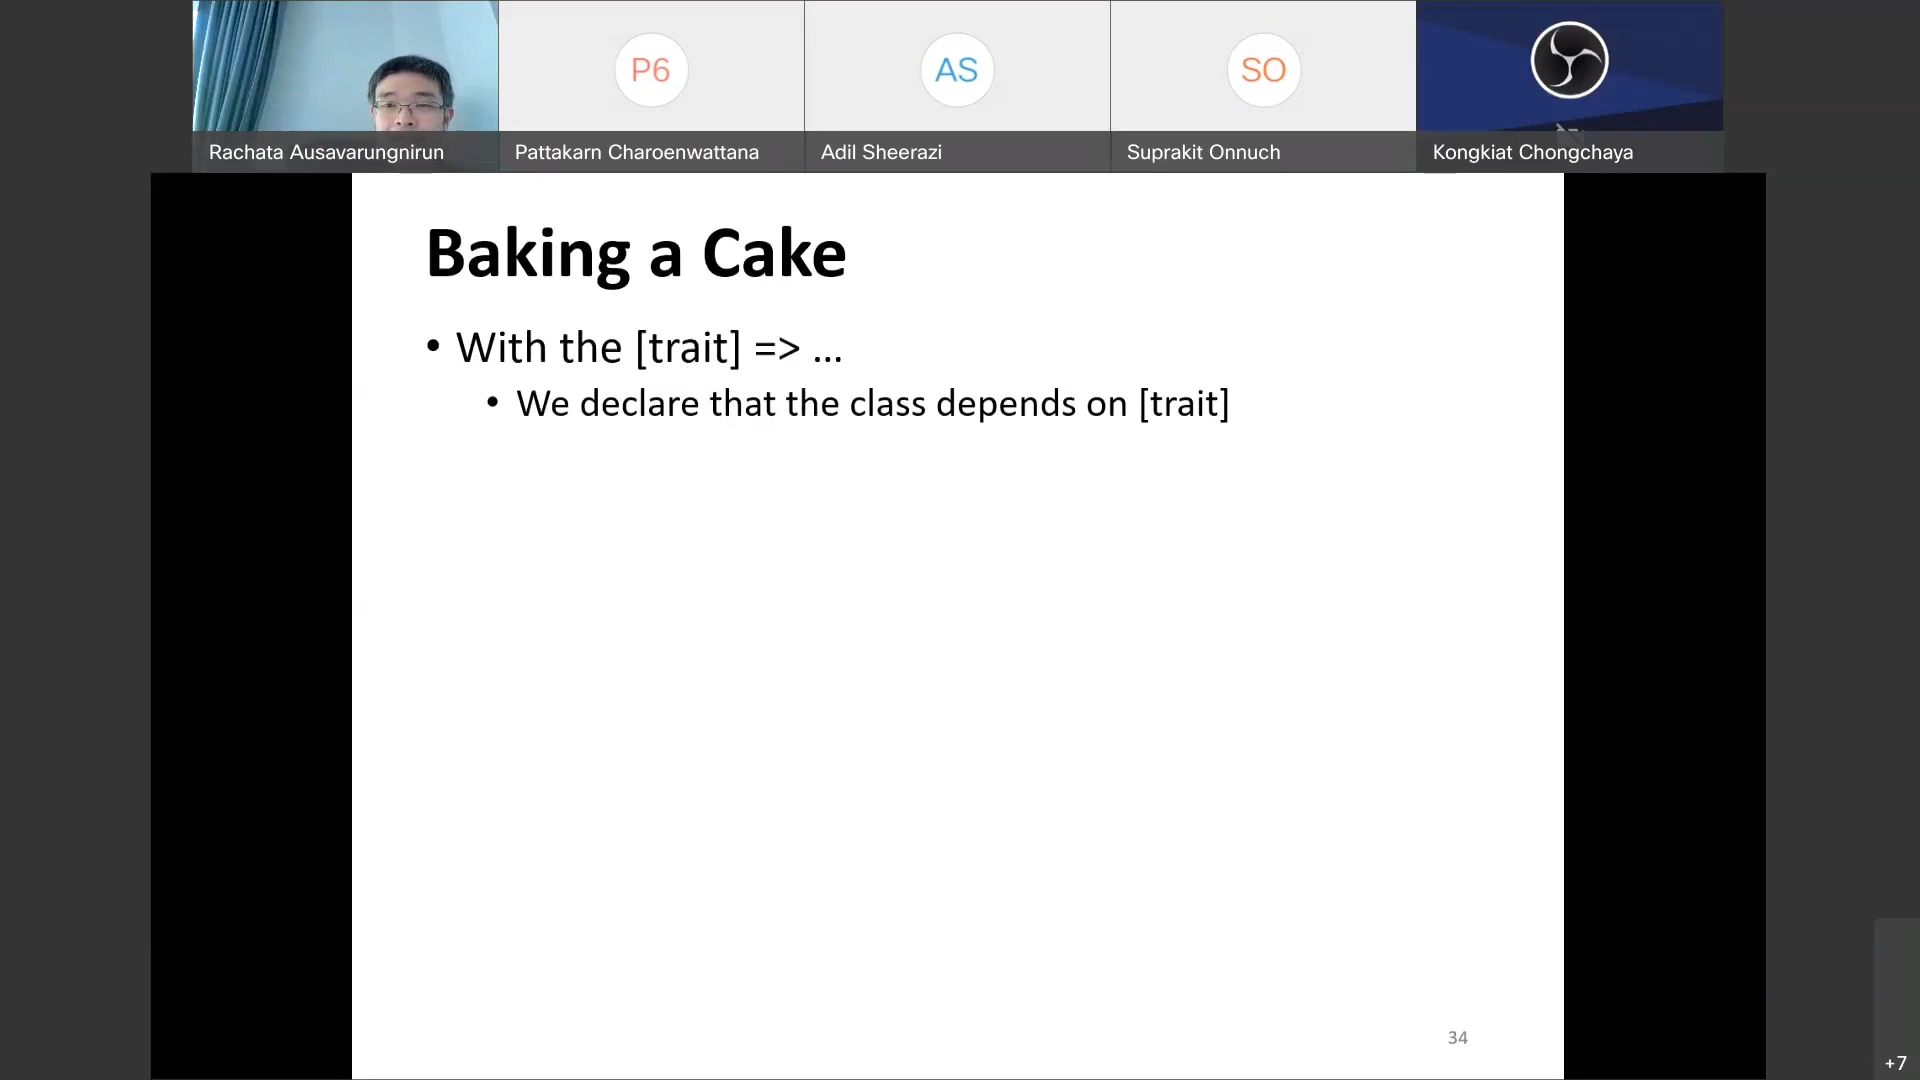 P6
AS
SO
Rachata Ausavarungnirun
Pattakarn Charoenwattana
Adil Sheerazi
Suprakit Onnuch
Kongkiat Chongchaya
Baking a Cake
• With the [trait] => ...
• We declare that the class depends on [trait]
34
+7